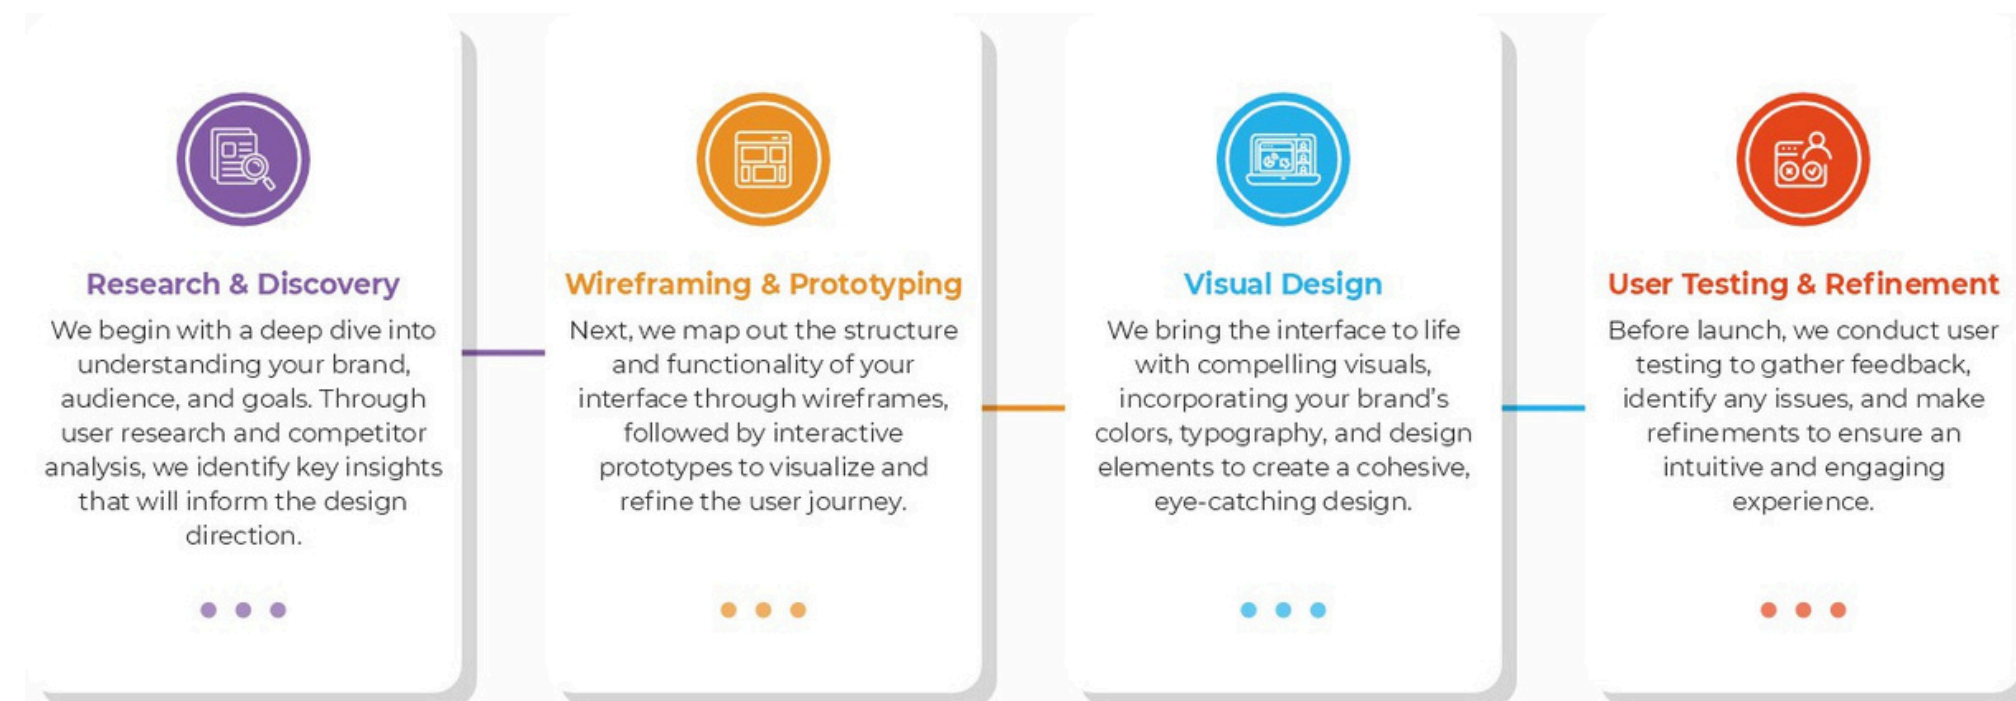 Research & Discovery
We begin with a deep dive into
understanding your brand,
audience, and goals. Through
user research and competitor
analysis, we identify key insights
that will inform the design
direction.
Wireframing & Prototyping
Next, we map out the structure
and functionality of your
interface through wireframes,
followed by interactive
prototypes to visualize and
refine the user journey.
Visual Design
We bring the interface to life
with compelling visuals,
incorporating your brand’s
colors, typography, and design
elements to create a cohesive,
eye-catching design.
User Testing & Refinement
Before launch, we conduct user
testing to gather feedback,
identify any issues, and make
refinements to ensure an
intuitive and engaging
experience.